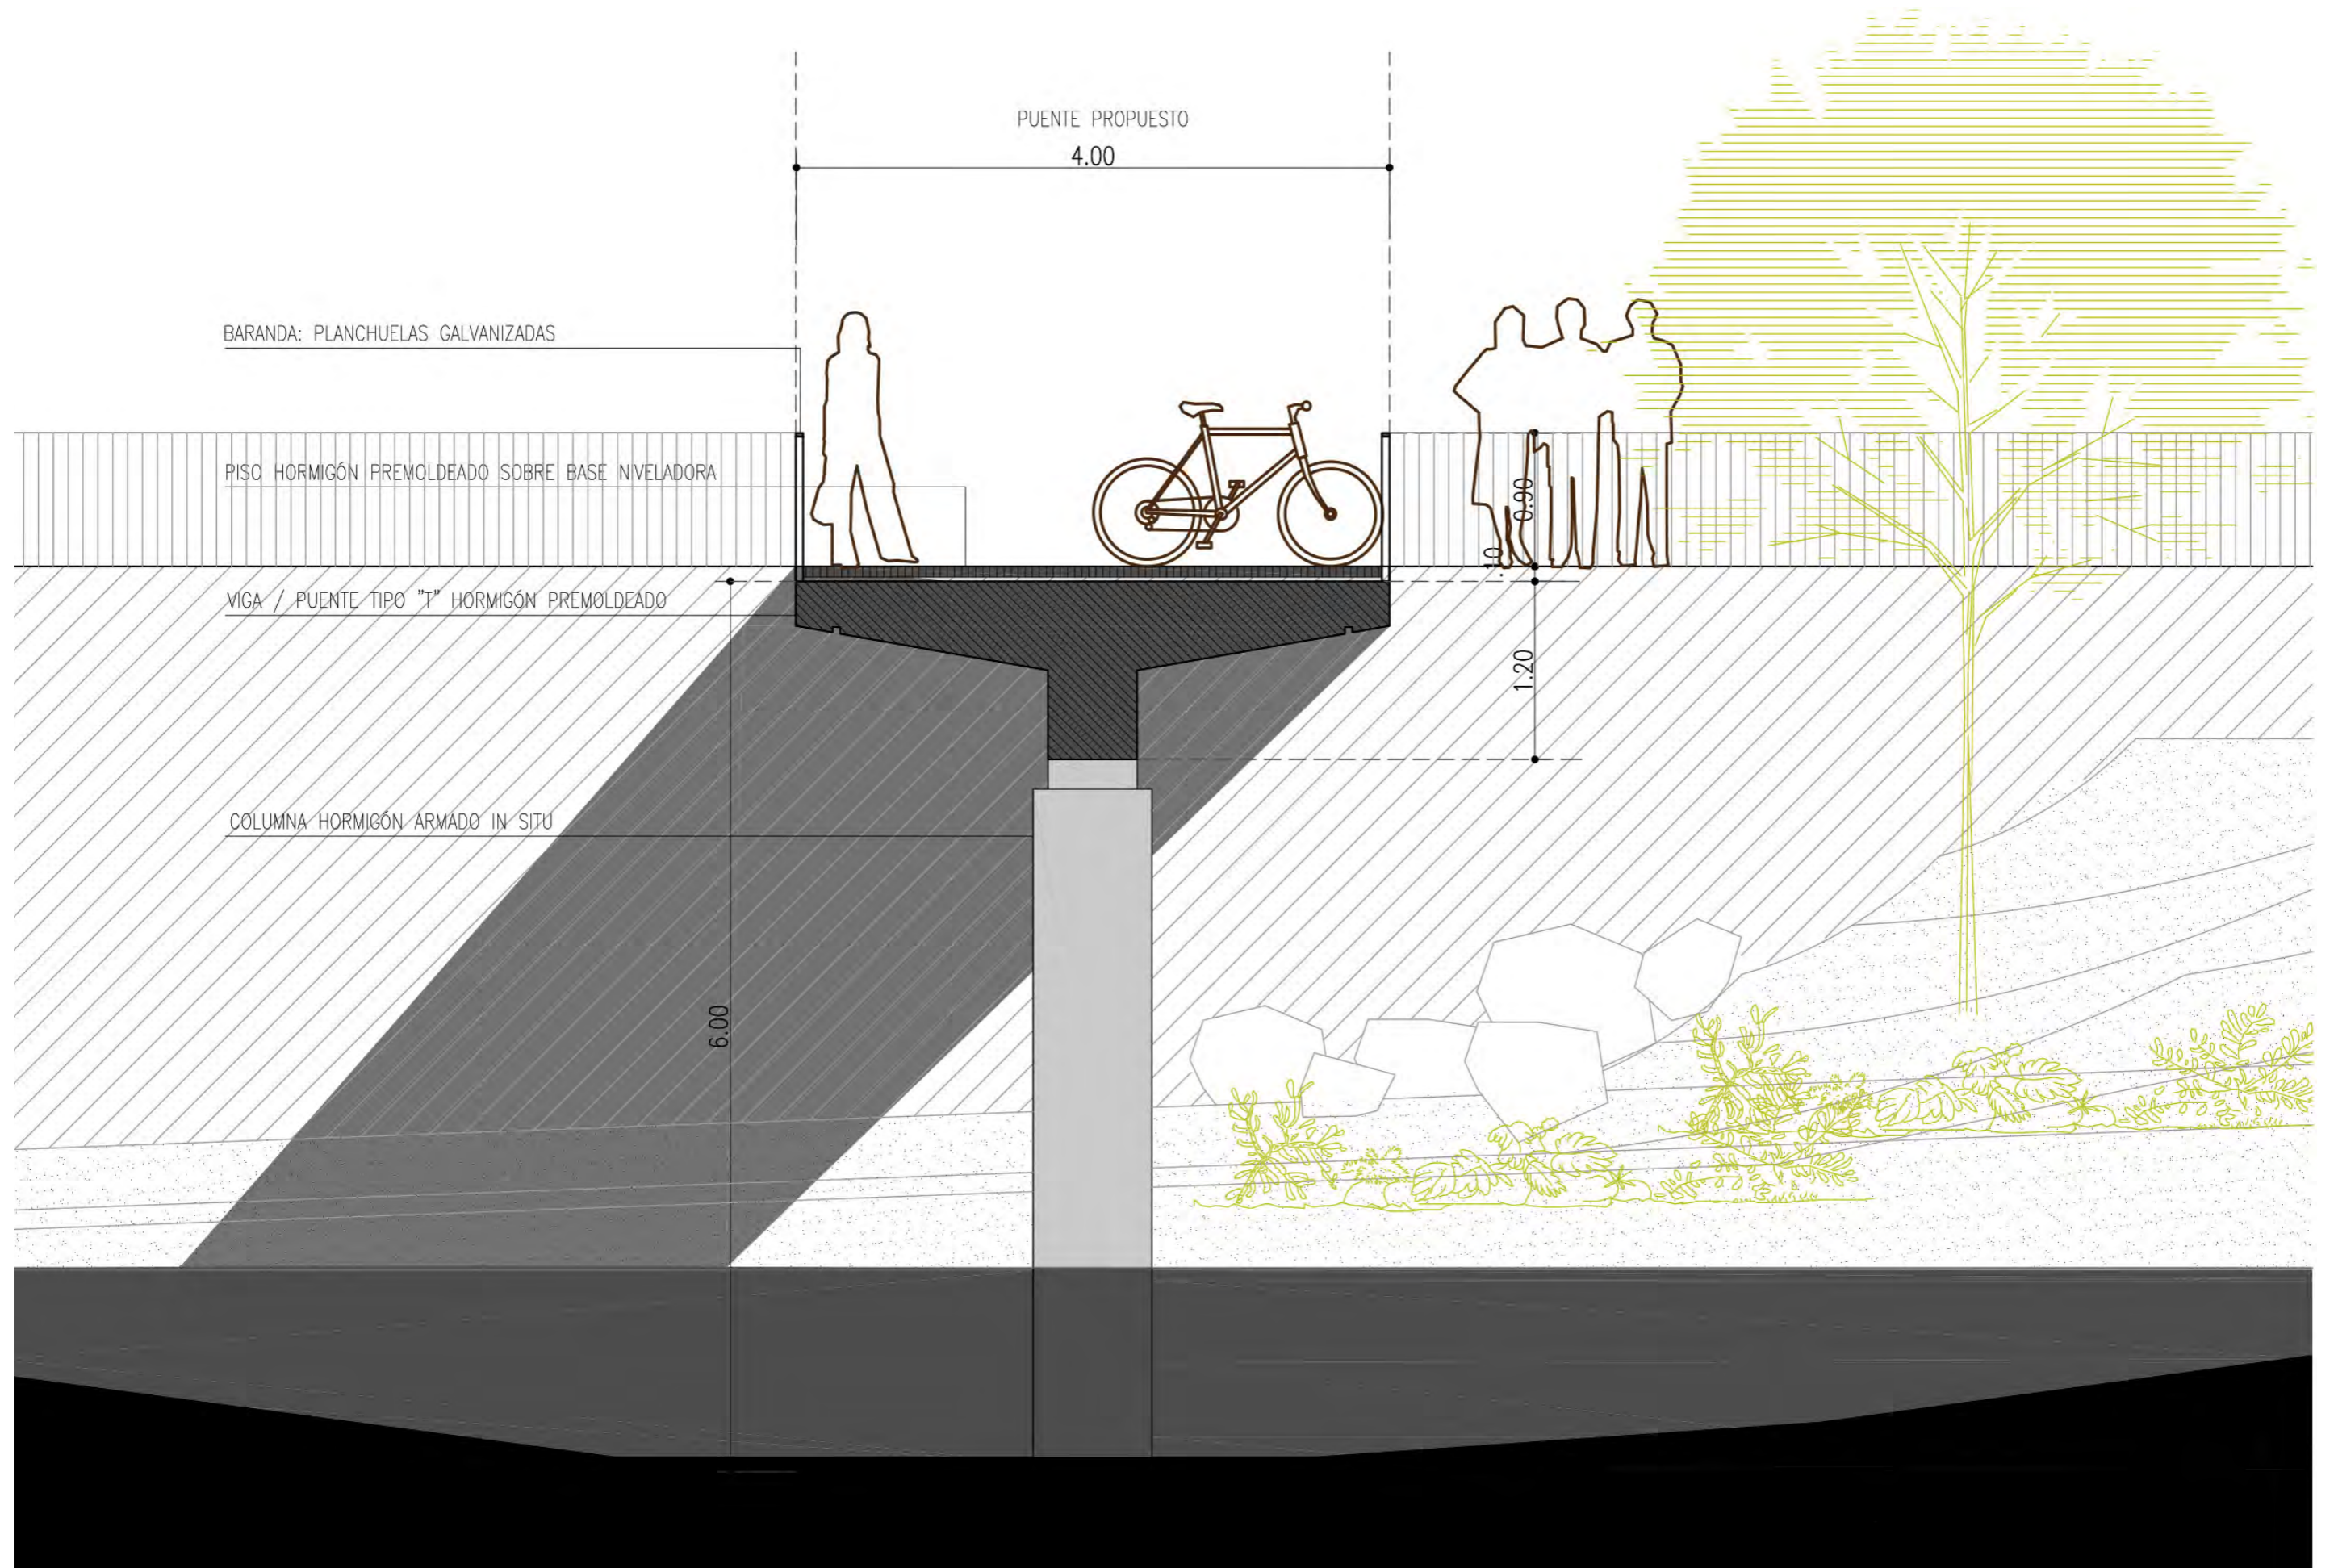 PUENTE PROPUESTO
4.00
BARANDA: PLANCHUELAS GALVANIZADAS
PISO HORMIGÓN PREMOLDEADO SOBRE BASE NIVELADORA
0.90
.10
VIGA / PUENTE TIPO "T" HORMIGÓN PREMOLDEADO
1.20
COLUMNA HORMIGÓN ARMADO IN SITU
6.00